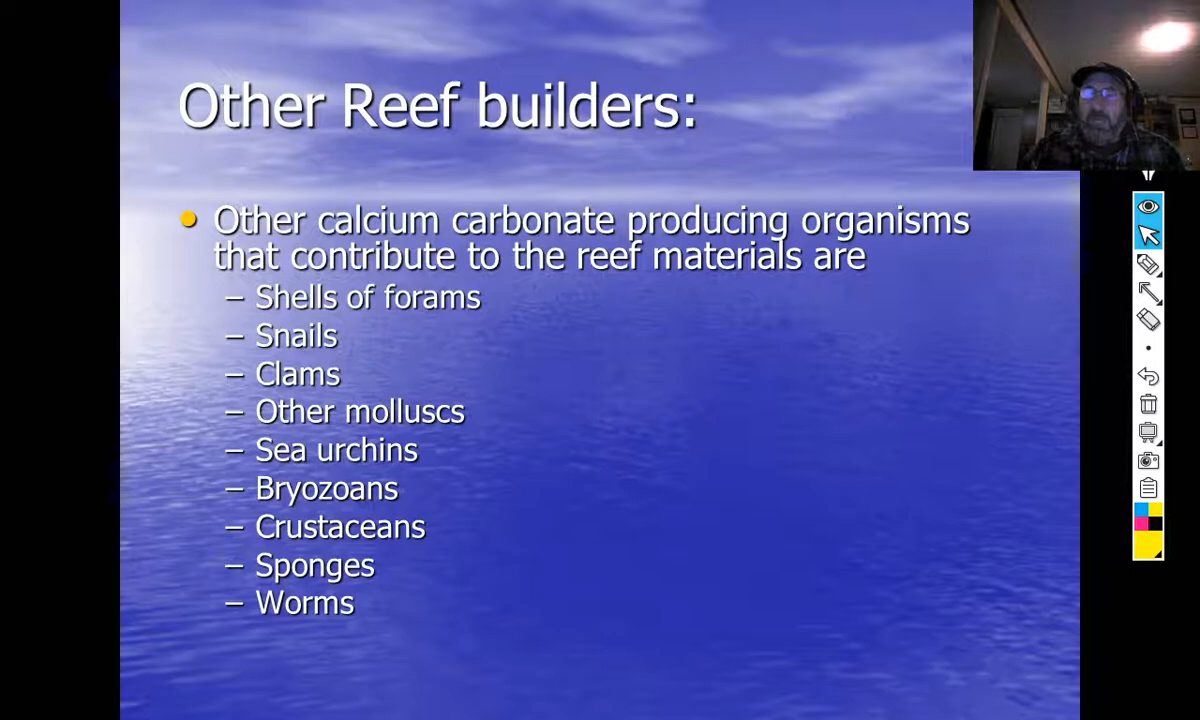 Other Reef builders:
Other calcium carbonate producing organisms
that contribute to the reef materials are
– Shells of forams
– Snails
– Clams
– Other molluscs
– Sea urchins
– Bryozoans
– Crustaceans
– Sponges
– Worms